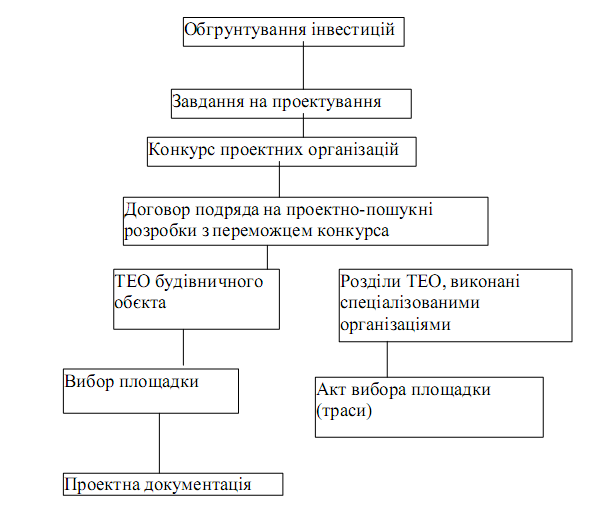 Обгрунтування інвестицій
Завдання на проектування
Конкурс проектних організацій
Договор подряда на проектно-пошукні
розробки з переможцем конкурса
ТЕО будівничого
обєкта
Розділи ТЕО, виконані
спеціалізованими
організаціями
Вибор площадки
Акт вибора площадки
(траси)
Проектна документація